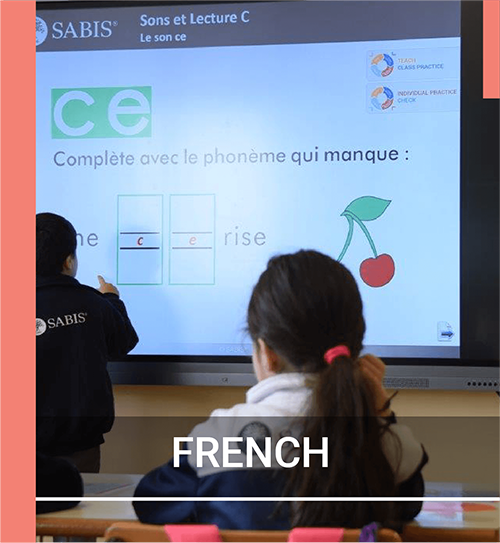 SABIS®
Sons et Lecture C
Le son ce
TEACH
CLASS PRACTICE
INDIVIDUAL PRACTICE
CHECK
ce
Complète avec le phonème qui manque :
ne c e rise
SABIS®
FRENCH